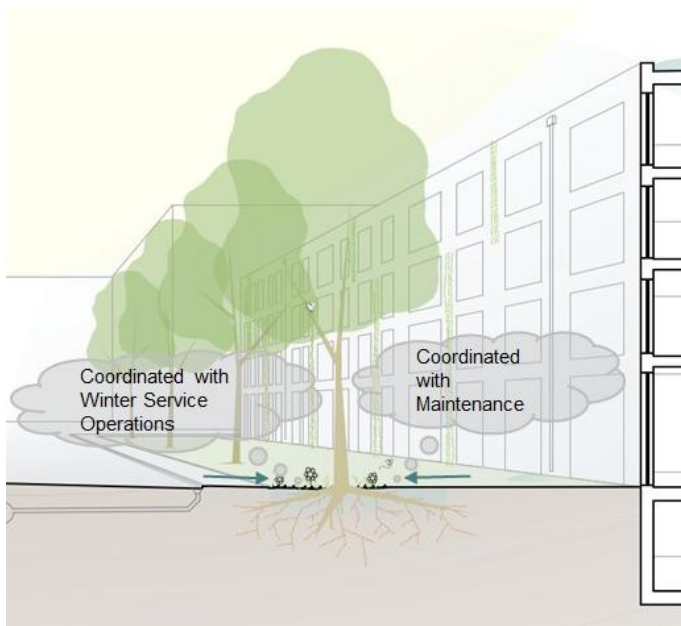 Coordinated with
Winter Service
Operations
Coordinated
with
Maintenance